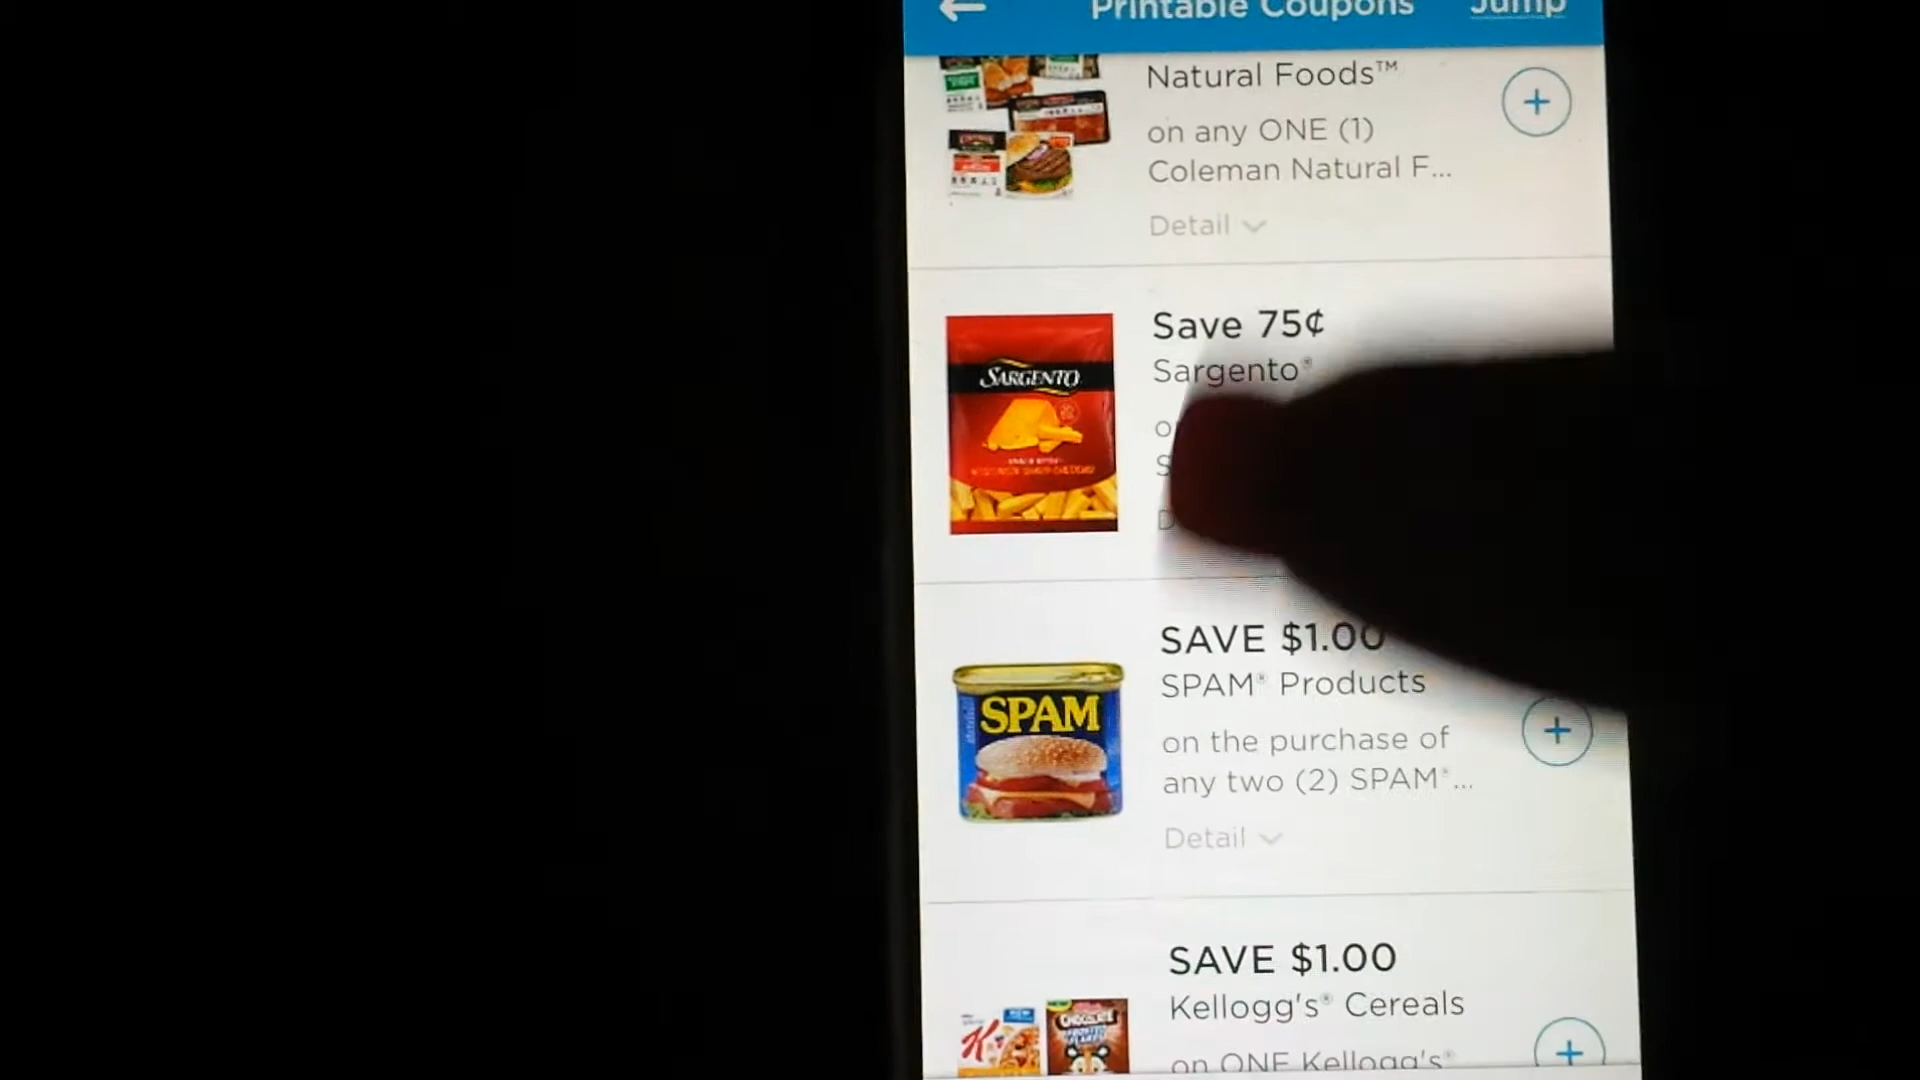 Printable Coupons
Jump
Natural Foods™
on any ONE (1)
Coleman Natural F...
Detail
Save 75¢
Sargento®
SARGENTO
SAVE $1.00
SPAM® Products
on the purchase of
any two (2) SPAM®...
Detail
SPAM
SAVE $1.00
Kellogg's® Cereals
on ONE Kellogg's®
K
CHOCOLATE